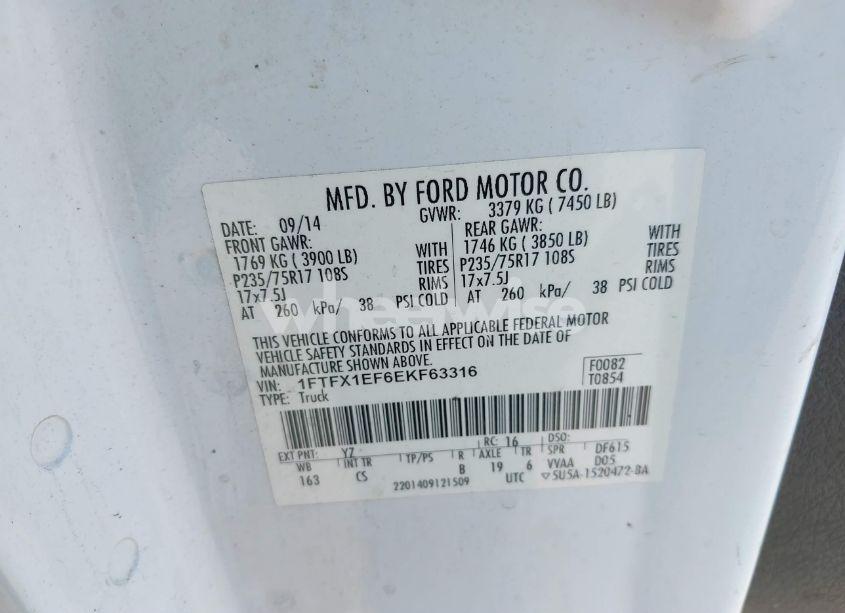 MFD. BY FORD MOTOR CO.
DATE: 09/14 GVWR: 3379 KG ( 7450 LB)
FRONT GAWR: REAR GAWR:
1769 KG ( 3900 LB) WITH 1746 KG ( 3850 LB) WITH
P235/75R17 108S TIRES P235/75R17 108S TIRES
17x7.5J RIMS 17x7.5J RIMS
AT 260 kPa/ 38 PSI COLD AT 260 kPa/ 38 PSI COLD
wheelwise
THIS VEHICLE CONFORMS TO ALL APPLICABLE FEDERAL MOTOR
VEHICLE SAFETY STANDARDS IN EFFECT ON THE DATE OF
MANUFACTURE SHOWN ABOVE.
VIN: 1FTFX1EF6EKF63316 F0082
TYPE: Truck T0854
EXT PNT: YZ RC: 16 DSO:
WB INT TR TP/PS R AXLE TR SPR DF615
163 CS B 19 6 VVAA D05
2201409121509 UTC ▽5U5A-1520472-BA